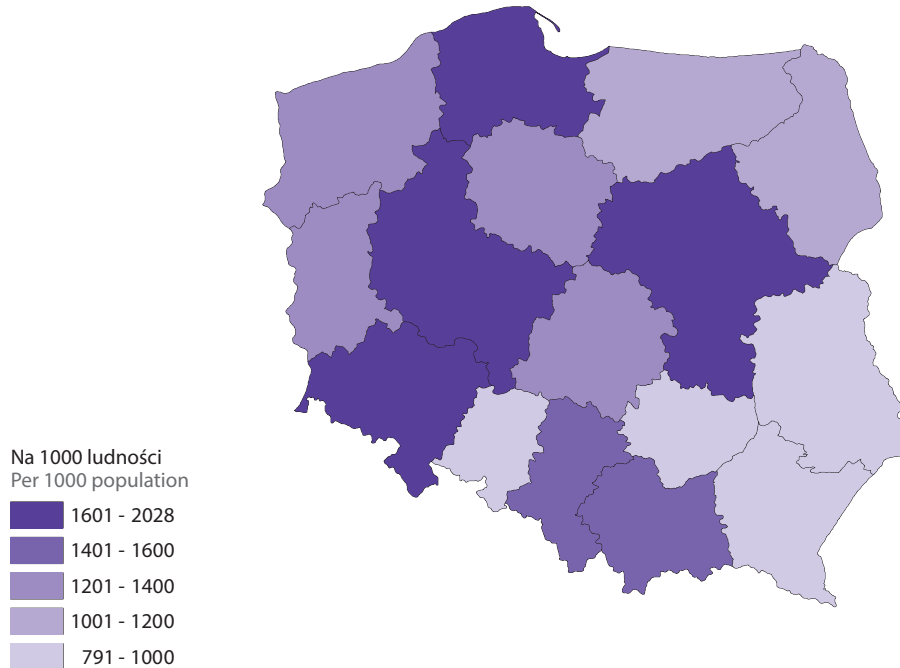 Na 1000 ludności
Per 1000 population
1601 - 2028
1401 - 1600
1201 - 1400
1001 - 1200
791 - 1000